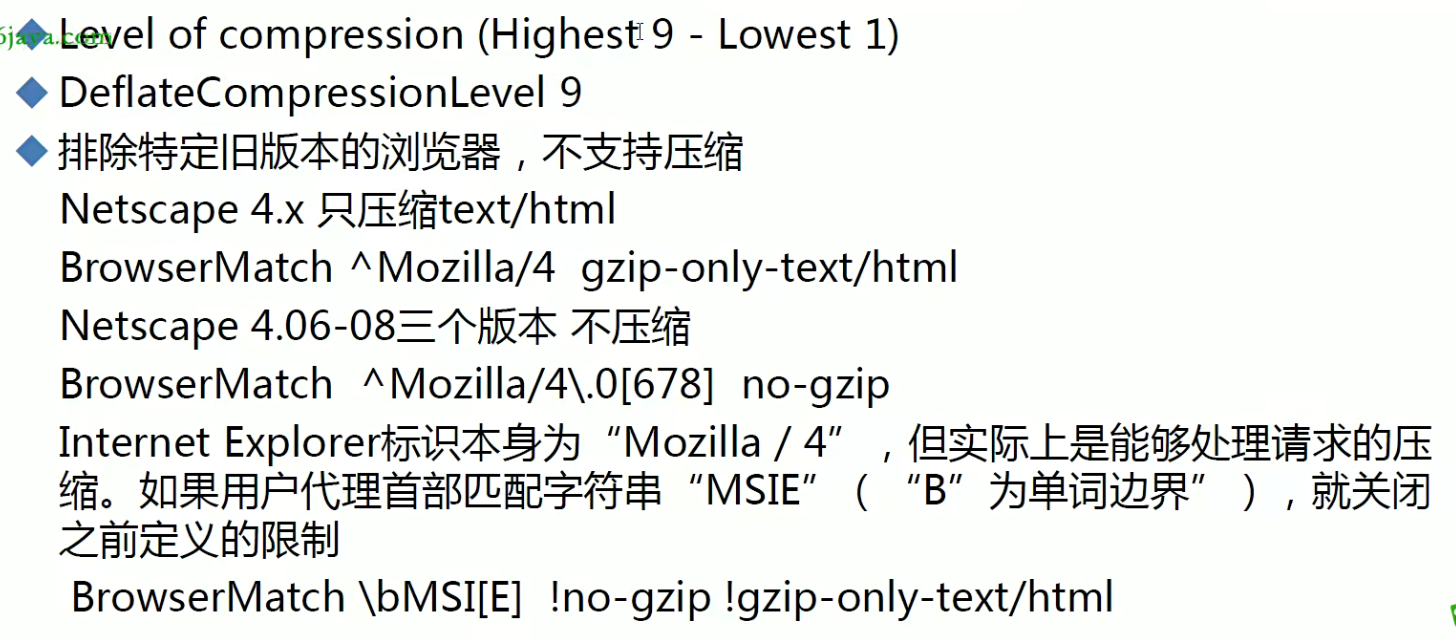 Level of compression (Highest 9 - Lowest 1)
DeflateCompressionLevel 9
排除特定旧版本的浏览器，不支持压缩
Netscape 4.x 只压缩text/html
BrowserMatch ^Mozilla/4 gzip-only-text/html
Netscape 4.06-08三个版本 不压缩
BrowserMatch ^Mozilla/4\.0[678] no-gzip
Internet Explorer标识本身为“Mozilla / 4”，但实际上是能够处理请求的压
缩。如果用户代理首部匹配字符串“MSIE”（“B”为单词边界”），就关闭
之前定义的限制
BrowserMatch \bMSI[E] !no-gzip !gzip-only-text/html